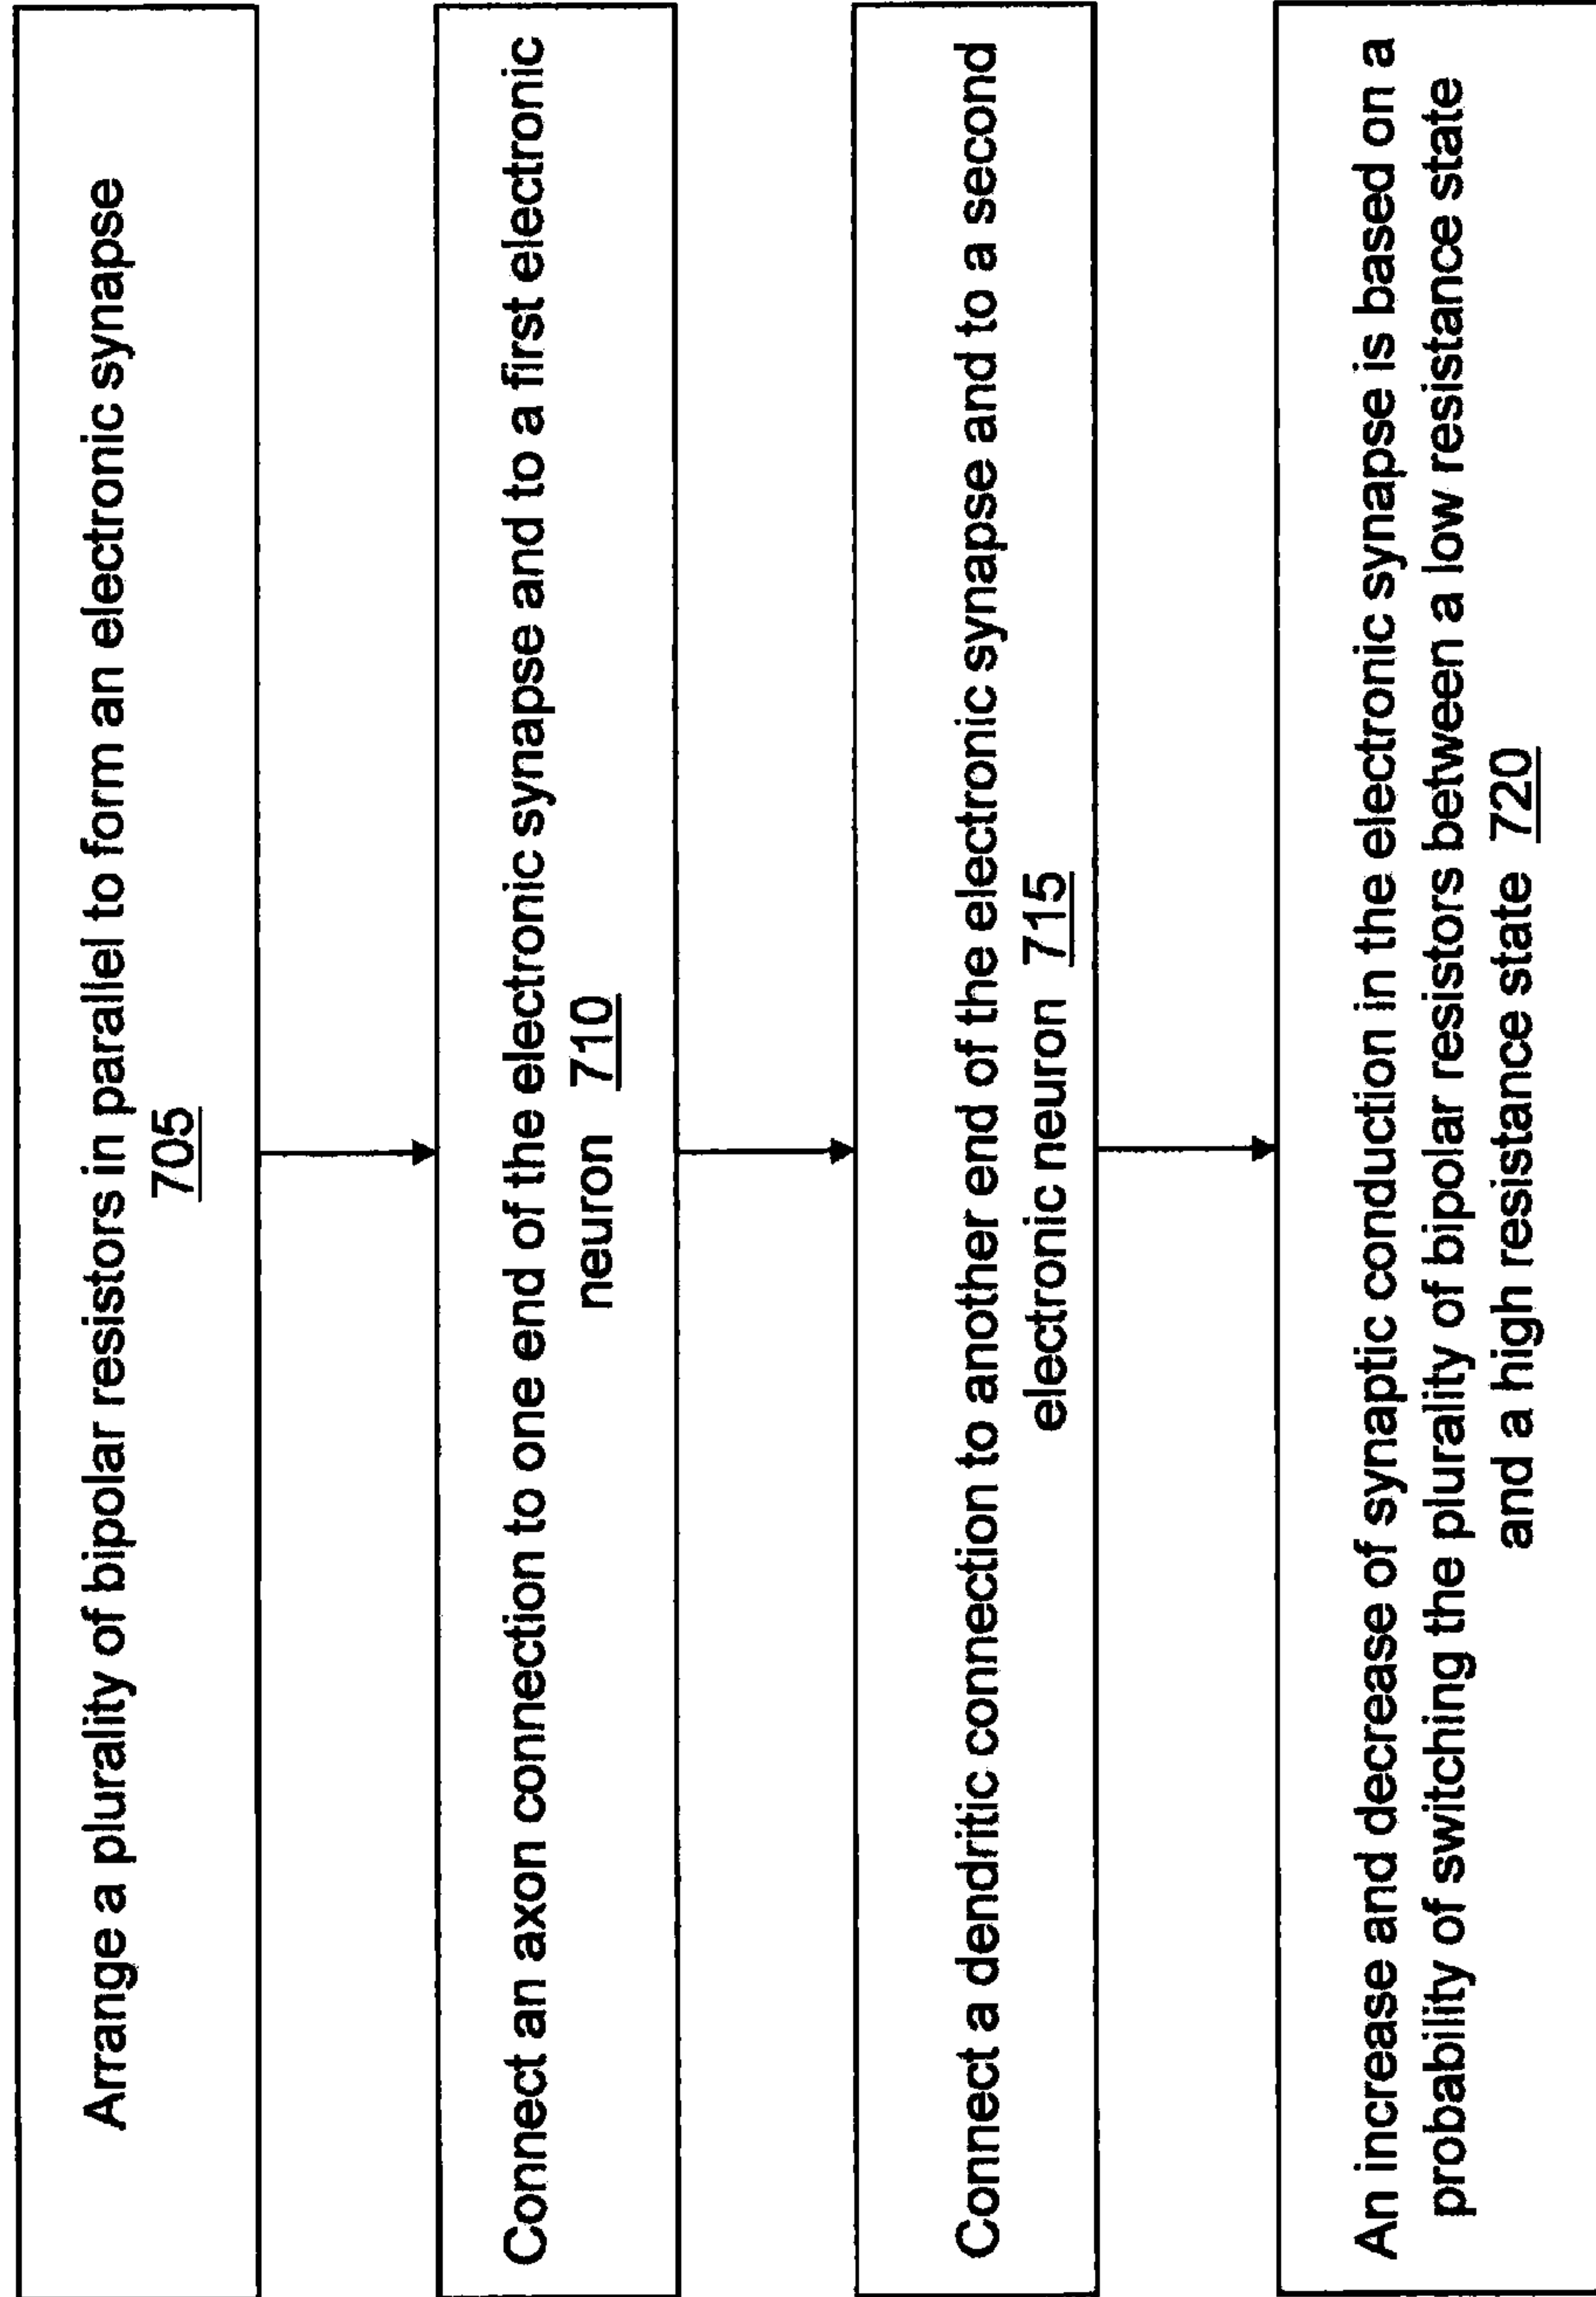 Arrange a plurality of bipolar resistors in parallel to form an electronic synapse
705
Connect an axon connection to one end of the electronic synapse and to a first electronic
neuron 710
Connect a dendritic connection to another end of the electronic synapse and to a second
electronic neuron 715
An increase and decrease of synaptic conduction in the electronic synapse is based on a
probability of switching the plurality of bipolar resistors between a low resistance state
and a high resistance state 720